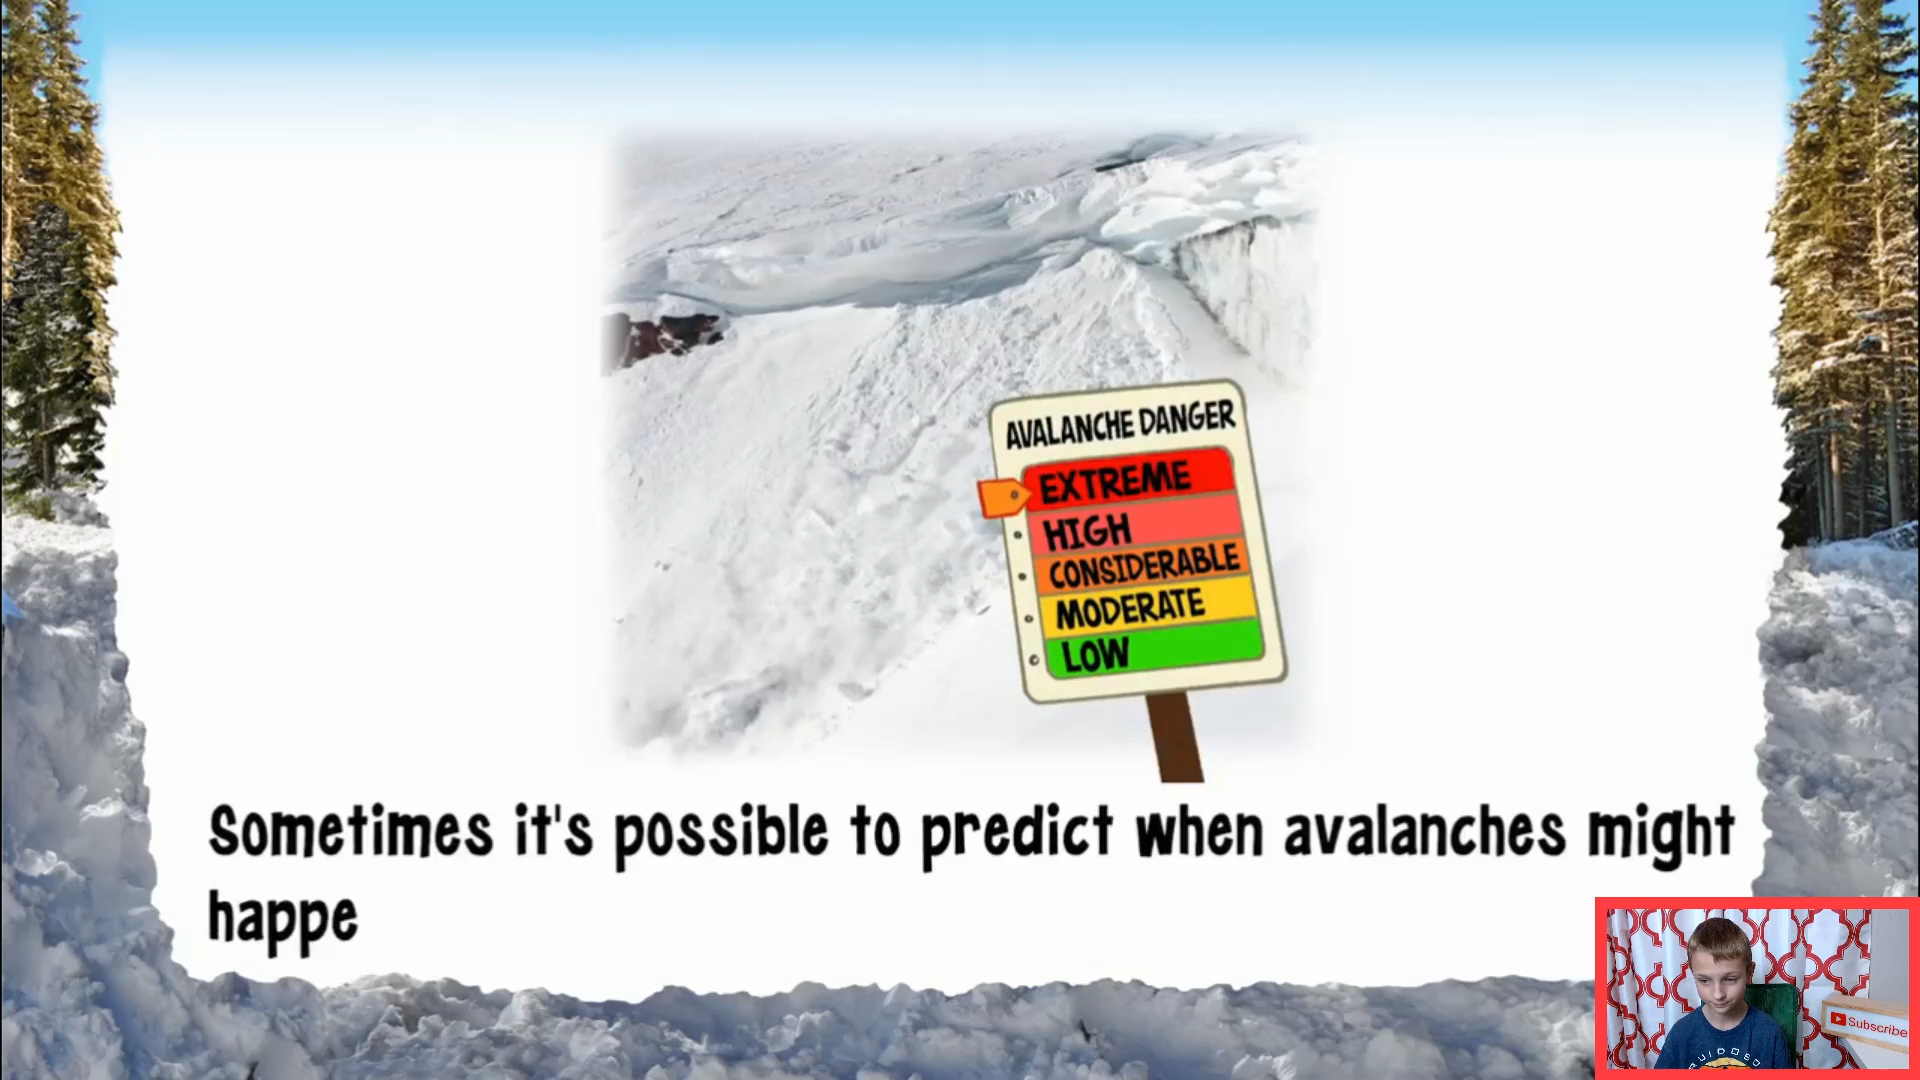 AVALANCHE DANGER
EXTREME
HIGH
CONSIDERABLE
MODERATE
LOW
Sometimes it's possible to predict when avalanches might
happe
Subscribe